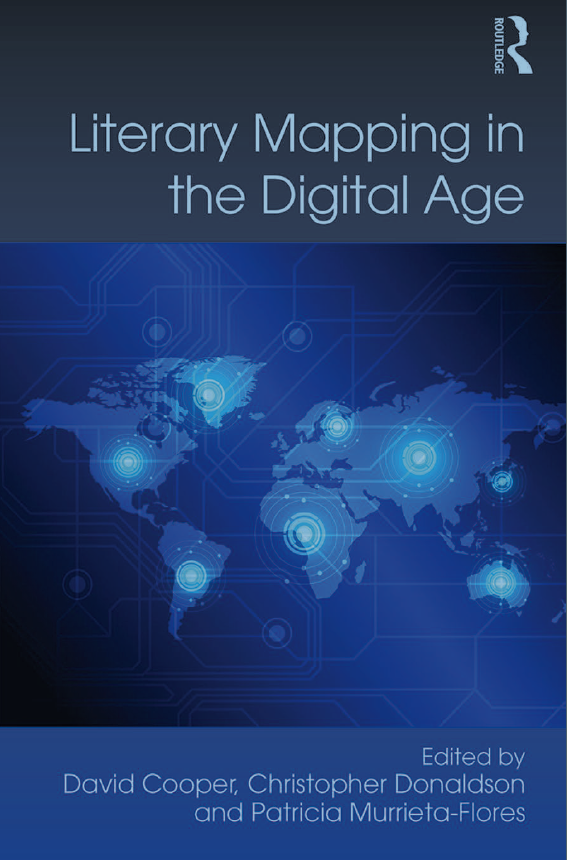 ROUTLEDGE
Literary Mapping in
the Digital Age
Edited by
David Cooper, Christopher Donaldson
and Patricia Murrieta-Flores